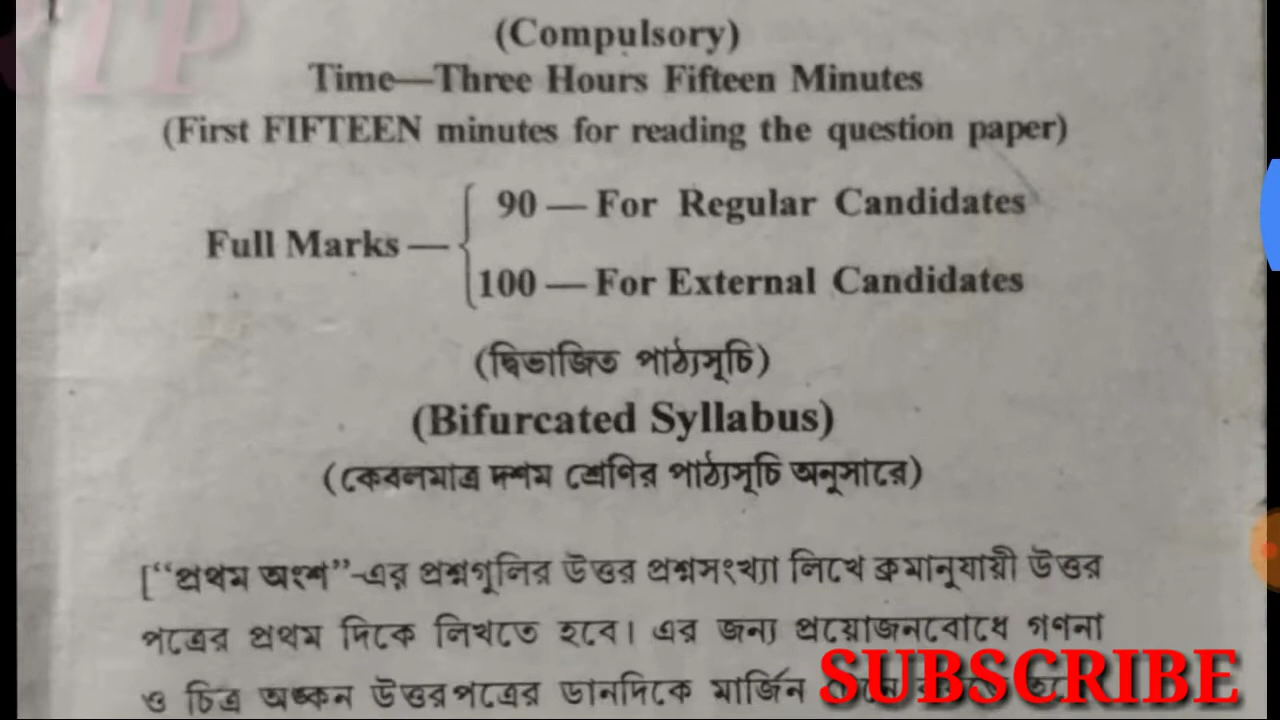 RTP
(Compulsory)
Time—Three Hours Fifteen Minutes
(First FIFTEEN minutes for reading the question paper)
90 — For Regular Candidates
Full Marks —
100 — For External Candidates
(দ্বিভাজিত পাঠ্যসূচি)
(Bifurcated Syllabus)
(কেবলমাত্র দশম শ্রেণির পাঠ্যসূচি অনুসারে)
[“প্রথম অংশ”-এর প্রশ্নগুলির উত্তর প্রশ্নসংখ্যা লিখে ক্রমানুযায়ী উত্তর
পত্রের প্রথম দিকে লিখতে হবে। এর জন্য প্রয়োজনবোধে গণনা
ও চিত্র অঙ্কন উত্তরপত্রের ডানদিকে মার্জিন
SUBSCRIBE